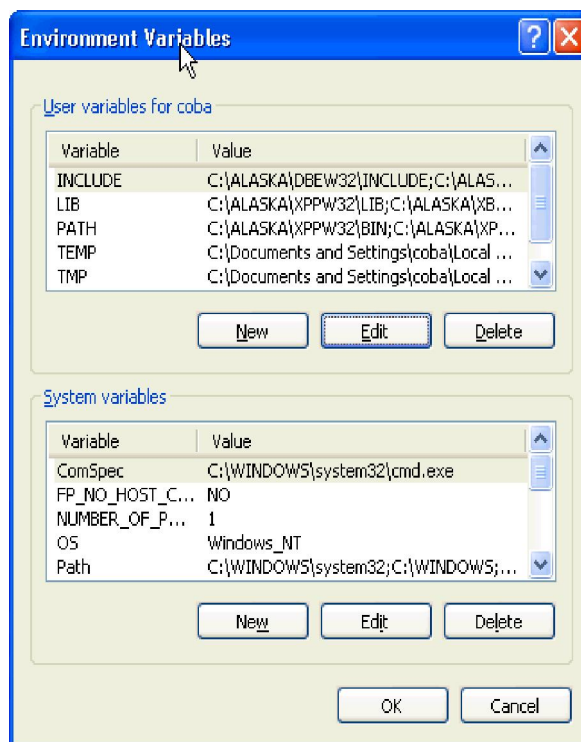 Environment Variables
User variables for coba
Variable Value
INCLUDE C:\ALASKA\DBEW32\INCLUDE;C:\ALAS...
LIB C:\ALASKA\XPPW32\LIB;C:\ALASKA\XB...
PATH C:\ALASKA\XPPW32\BIN;C:\ALASKA\XP...
TEMP C:\Documents and Settings\coba\Local ...
TMP C:\Documents and Settings\coba\Local ...
New Edit Delete
System variables
Variable Value
ComSpec C:\WINDOWS\system32\cmd.exe
FP_NO_HOST_C... NO
NUMBER_OF_P... 1
OS Windows_NT
Path C:\WINDOWS\system32;C:\WINDOWS;...
New Edit Delete
OK Cancel